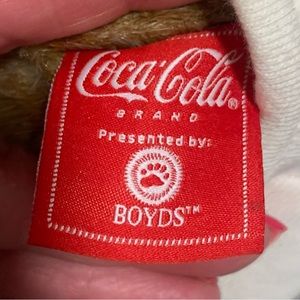 Coca-Cola®
BRAND
Presented by:
BOYDS™